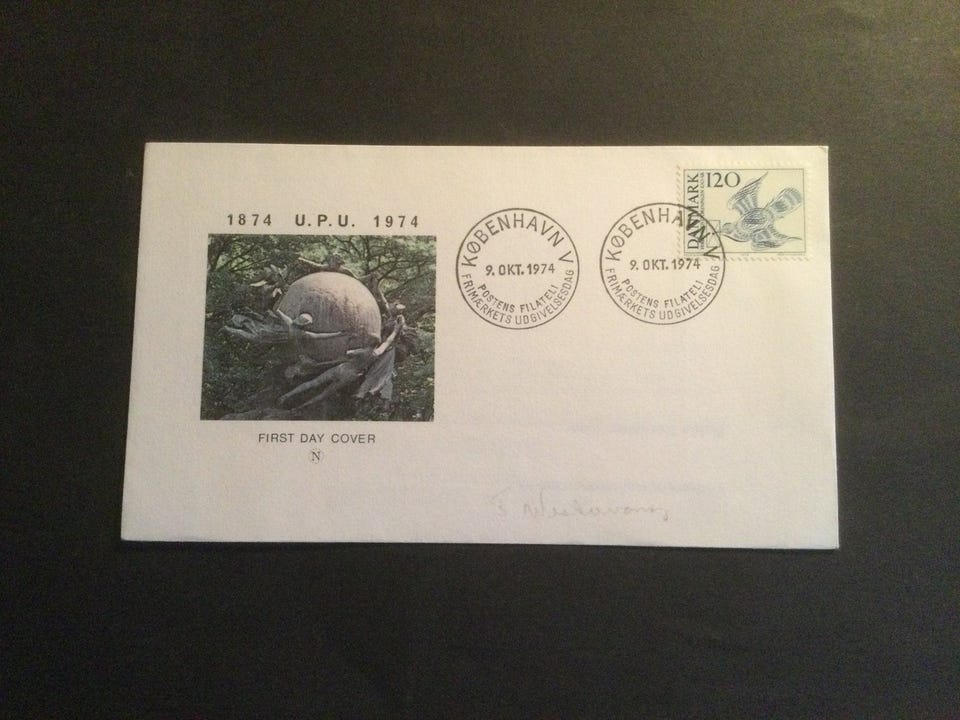 1874 U.P.U. 1974
FIRST DAY COVER
N
KØBENHAVN V
9. OKT. 1974
POSTENS FILATELI
FRIMÆRKETS UDGIVELSESDAG
KØBENHAVN V
9. OKT. 1974
POSTENS FILATELI
FRIMÆRKETS UDGIVELSESDAG
DANMARK
120